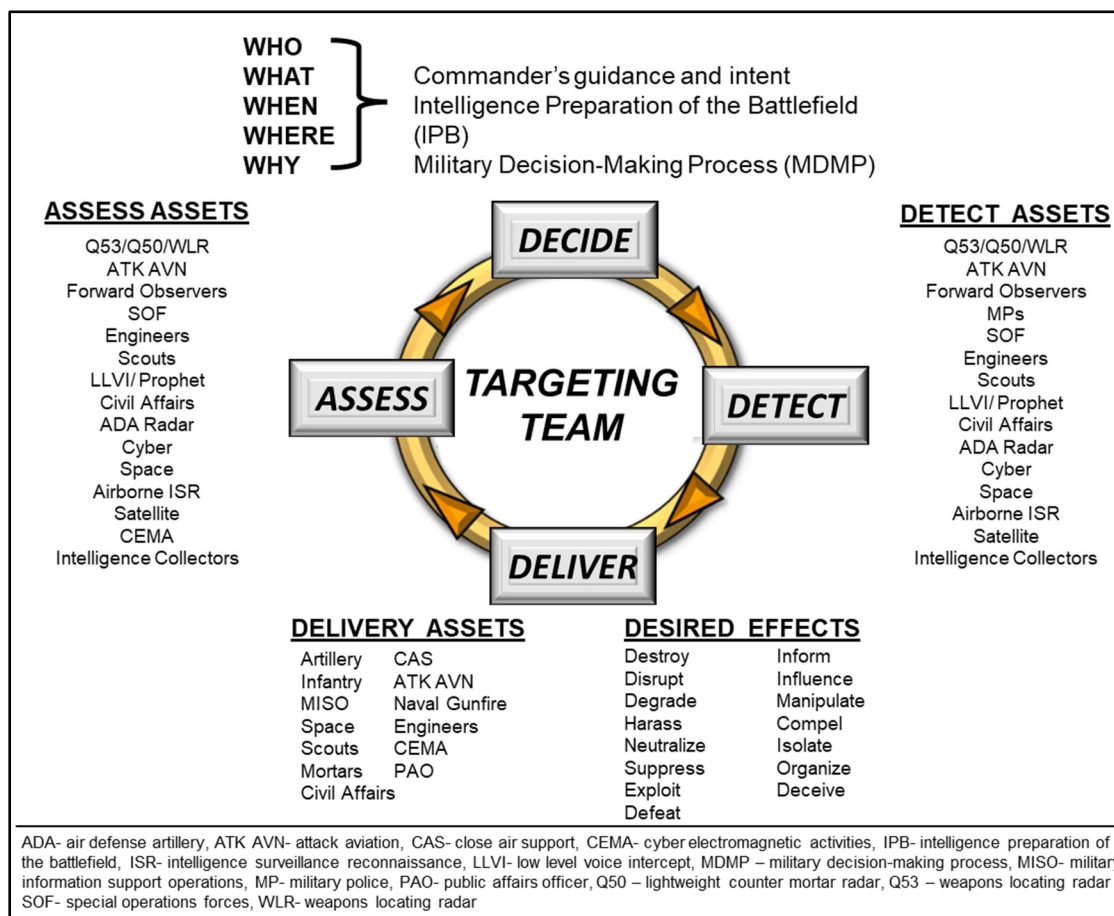 WHO
WHAT
WHEN
WHERE
WHY
Commander's guidance and intent
Intelligence Preparation of the Battlefield
(IPB)
Military Decision-Making Process (MDMP)
ASSESS ASSETS
Q53/Q50/WLR
ATK AVN
Forward Observers
SOF
Engineers
Scouts
LLVI/ Prophet
Civil Affairs
ADA Radar
Cyber
Space
Airborne ISR
Satellite
CEMA
Intelligence Collectors
DECIDE
DETECT
DELIVER
ASSESS
TARGETING
TEAM
DETECT ASSETS
Q53/Q50/WLR
ATK AVN
Forward Observers
MPs
SOF
Engineers
Scouts
LLVI/ Prophet
Civil Affairs
ADA Radar
Cyber
Space
Airborne ISR
Satellite
Intelligence Collectors
DELIVERY ASSETS
Artillery CAS
Infantry ATK AVN
MISO Naval Gunfire
Space Engineers
Scouts CEMA
Mortars PAO
Civil Affairs
DESIRED EFFECTS
Destroy Inform
Disrupt Influence
Degrade Manipulate
Harass Compel
Neutralize Isolate
Suppress Organize
Exploit Deceive
Defeat
ADA- air defense artillery, ATK AVN- attack aviation, CAS- close air support, CEMA- cyber electromagnetic activities, IPB- intelligence preparation of
the battlefield, ISR- intelligence surveillance reconnaissance, LLVI- low level voice intercept, MDMP – military decision-making process, MISO- military
information support operations, MP- military police, PAO- public affairs officer, Q50 – lightweight counter mortar radar, Q53 – weapons locating radar
SOF- special operations forces, WLR- weapons locating radar